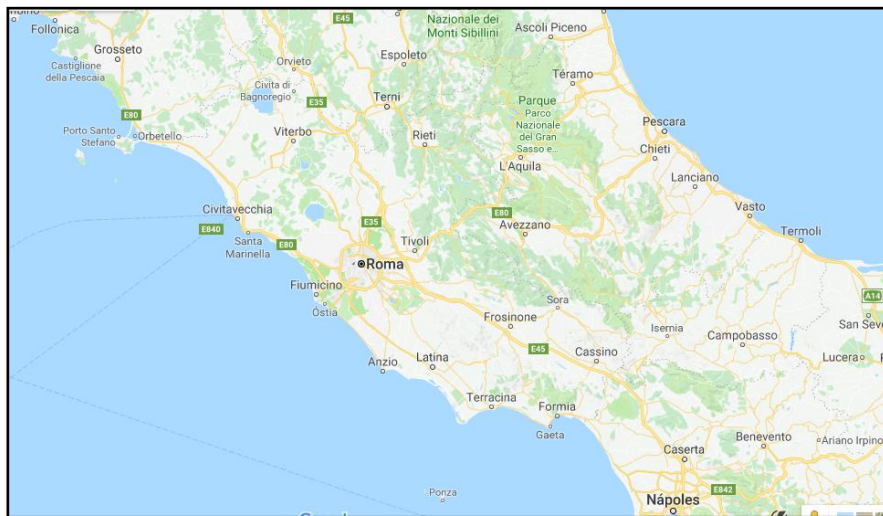 Follonica
E45
Nazionale dei
Monti Sibillini
Ascoli Piceno
Grosseto
Castiglione
della Pescaia
Orvieto
Espoleto
Civita di
Bagnoregio
E35
Terni
Téramo
Parque
Parco
Nazionale
del Gran
Sasso e...
E80
Porto Santo
Stefano
Orbetello
Viterbo
Rieti
L'Aquila
Pescara
Chieti
Lanciano
Vasto
Termoli
Civitavecchia
E840
Santa
Marinella
E80
E35
Tivoli
E80
Avezzano
Roma
Fiumicino
Ostia
Sora
Frosinone
Isernia
Campobasso
A14
San Seve
Lucera
Anzio
Latina
E45
Cassino
Terracina
Formia
Gaeta
Caserta
Benevento
Ariano Irpino
Ponza
Nápoles
E842